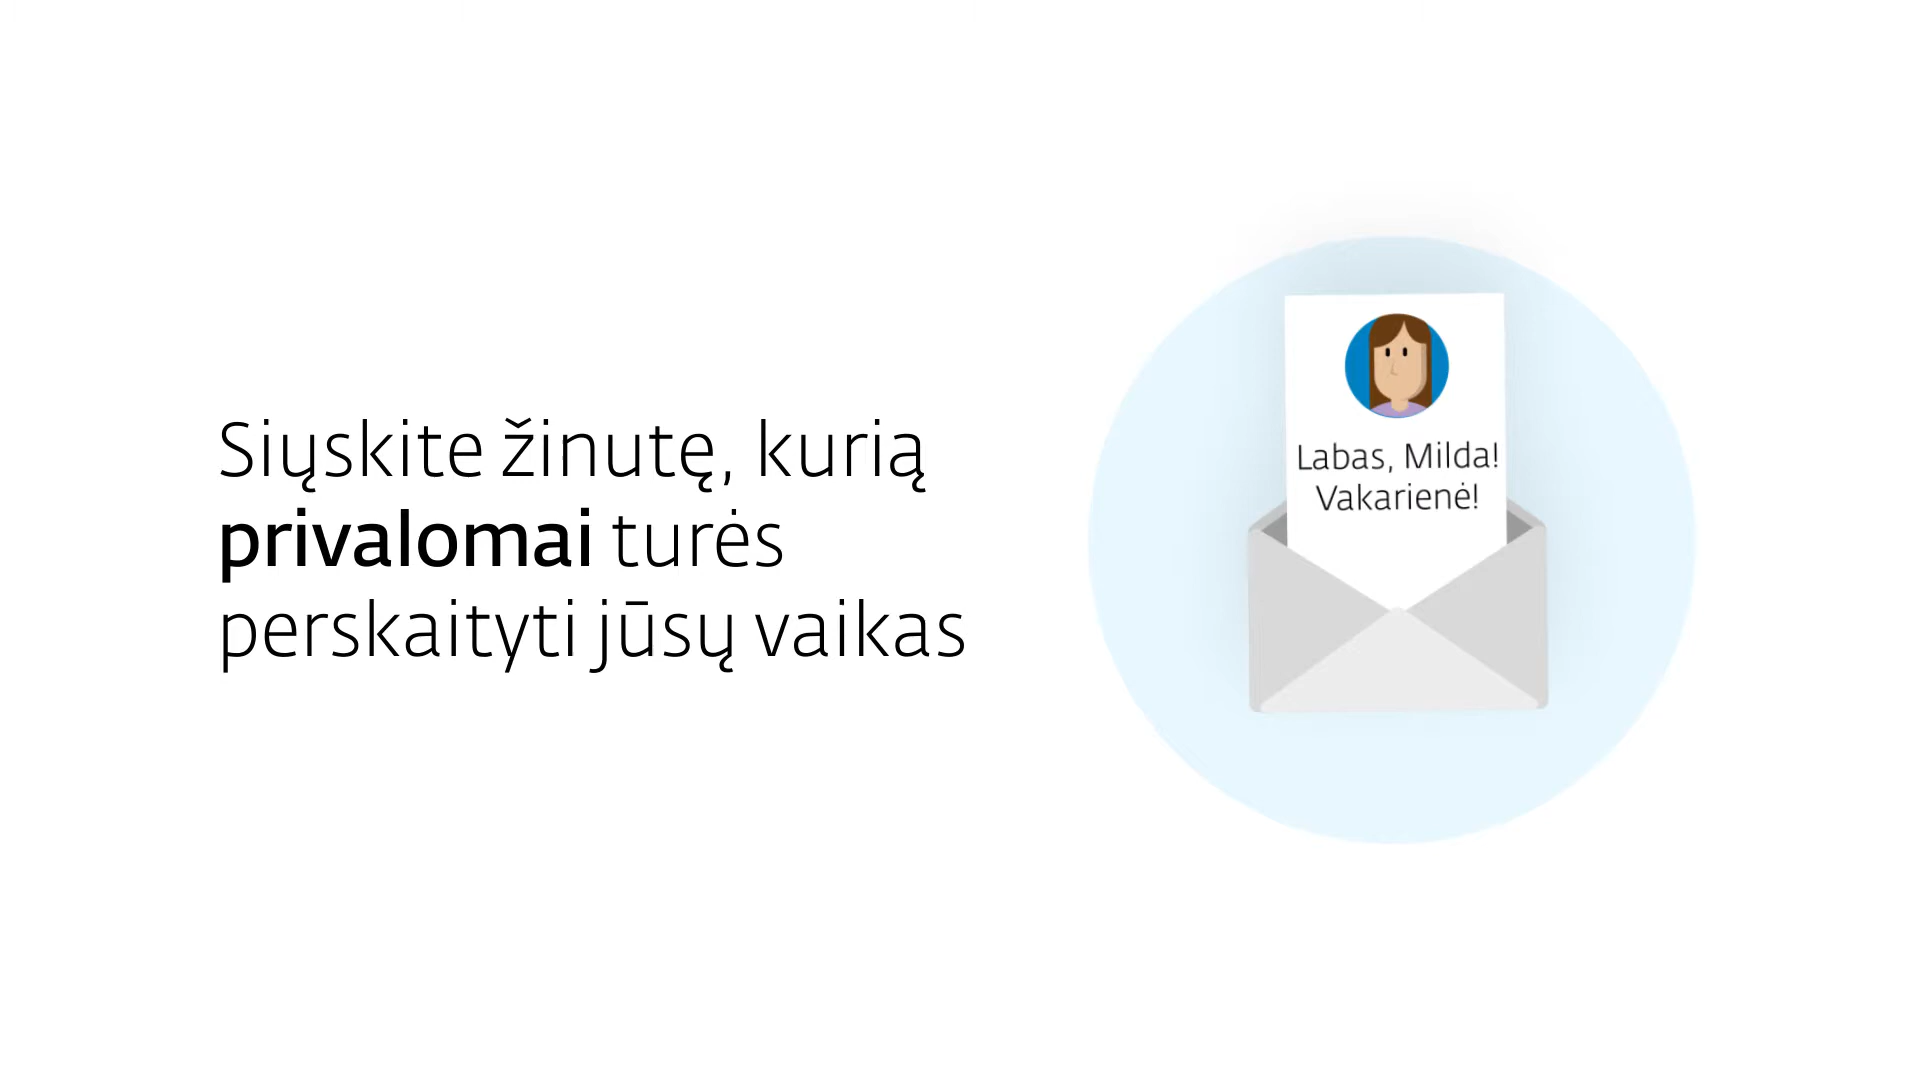 Siųskite žinutę, kurią
privalomai turės
perskaityti jūsų vaikas
Labas, Milda!
Vakarienė!